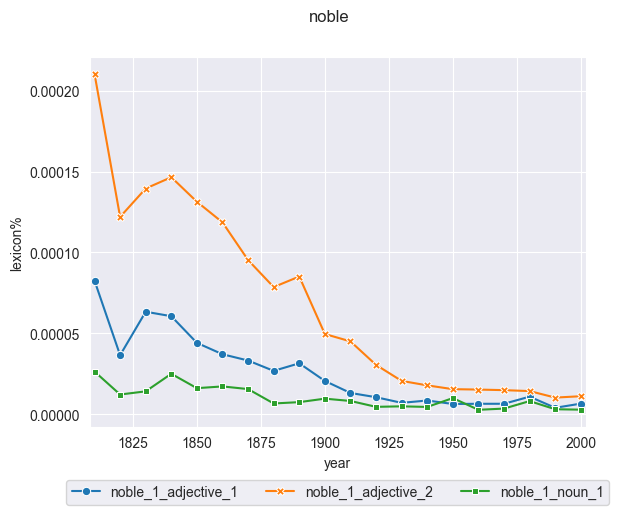 noble
0.00020
0.00015
0.00010
0.00005
0.00000
lexicon%
1825 1850 1875 1900 1925 1950 1975 2000
year
noble_1_adjective_1 noble_1_adjective_2 noble_1_noun_1